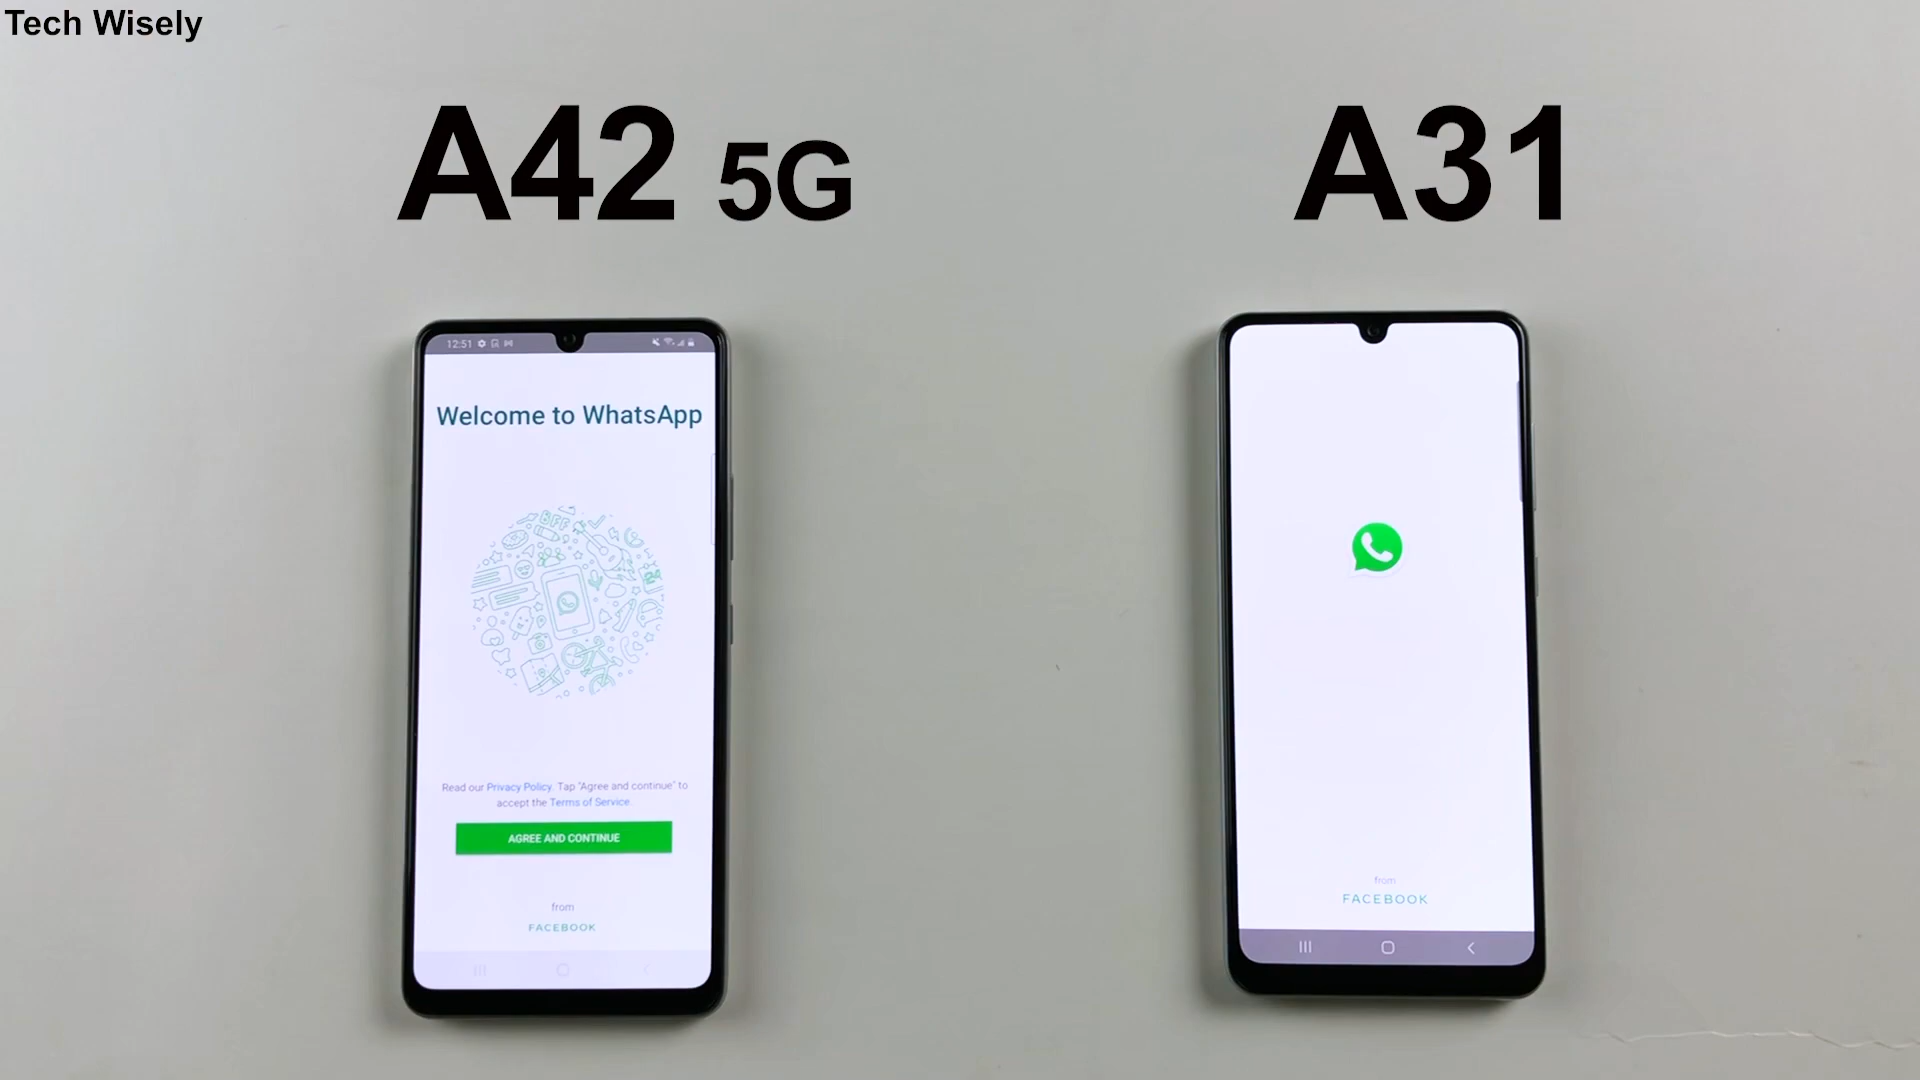 Tech Wisely
A42 5G
A31
12:51
Welcome to WhatsApp
BFF
Read our Privacy Policy. Tap "Agree and continue" to
accept the Terms of Service.
AGREE AND CONTINUE
from
FACEBOOK
from
FACEBOOK